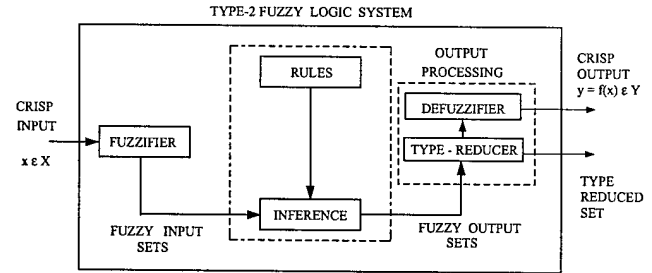 TYPE-2 FUZZY LOGIC SYSTEM
CRISP
INPUT
x ε X
FUZZIFIER
FUZZY INPUT
SETS
RULES
INFERENCE
OUTPUT
PROCESSING
DEFUZZIFIER
TYPE - REDUCER
FUZZY OUTPUT
SETS
CRISP
OUTPUT
y = f(x) ε Y
TYPE
REDUCED
SET